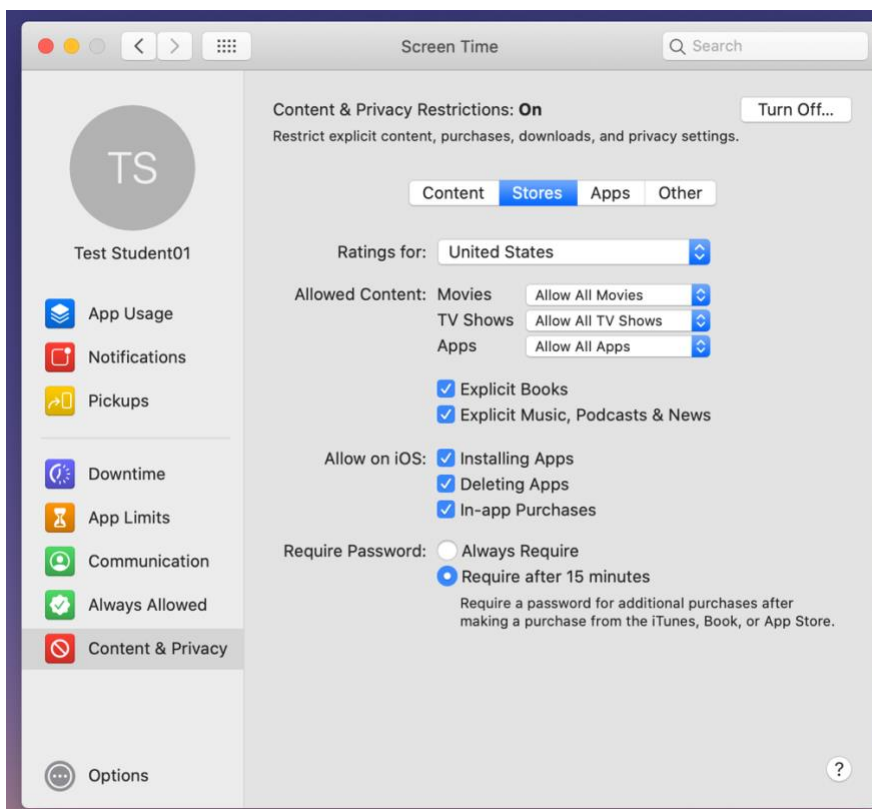 Screen Time
Search
TS
Test Student01
App Usage
Notifications
Pickups
Downtime
App Limits
Communication
Always Allowed
Content & Privacy
Options
Content & Privacy Restrictions: On
Turn Off...
Restrict explicit content, purchases, downloads, and privacy settings.
Content Stores Apps Other
Ratings for: United States
Allowed Content: Movies Allow All Movies
TV Shows Allow All TV Shows
Apps Allow All Apps
Explicit Books
Explicit Music, Podcasts & News
Allow on iOS: Installing Apps
Deleting Apps
In-app Purchases
Require Password: Always Require
Require after 15 minutes
Require a password for additional purchases after
making a purchase from the iTunes, Book, or App Store.
?